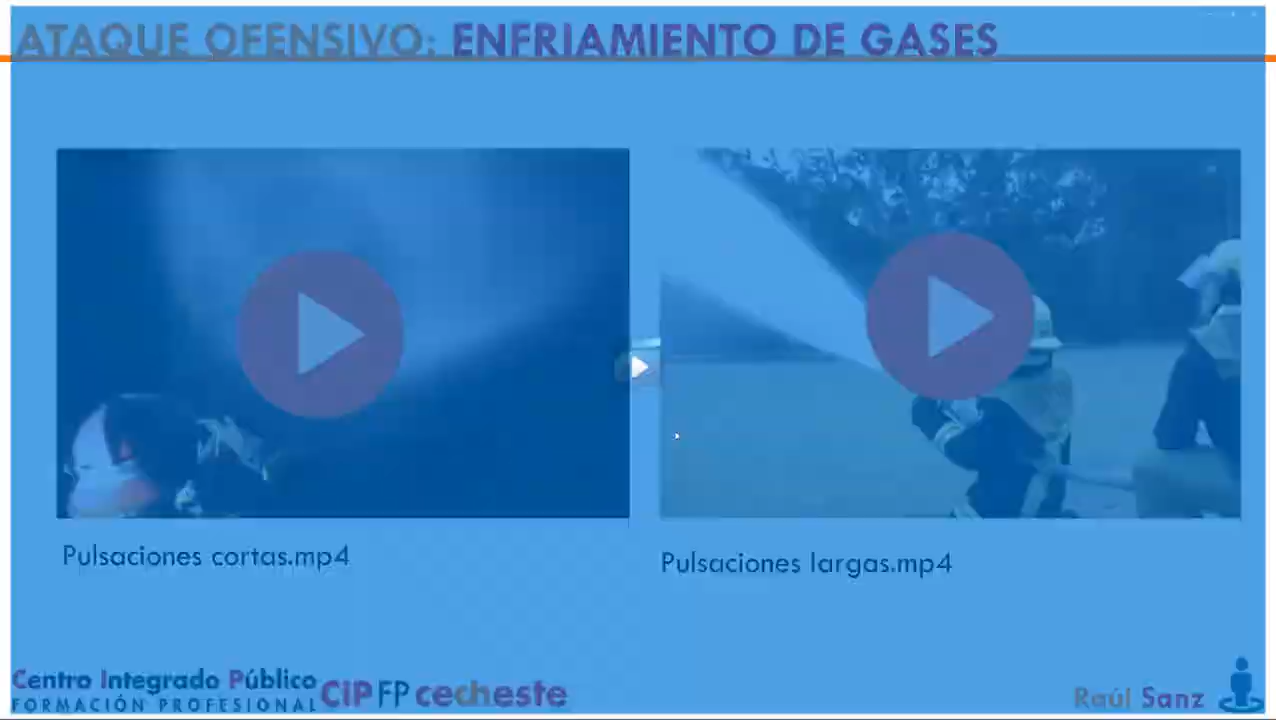 ATAQUE OFENSIVO: ENFRIAMIENTO DE GASES
Pulsaciones cortas.mp4
Pulsaciones largas.mp4
Centro Integrado Público
FORMACIÓN PROFESIONAL
CIPFP cecheste
Raúl Sanz